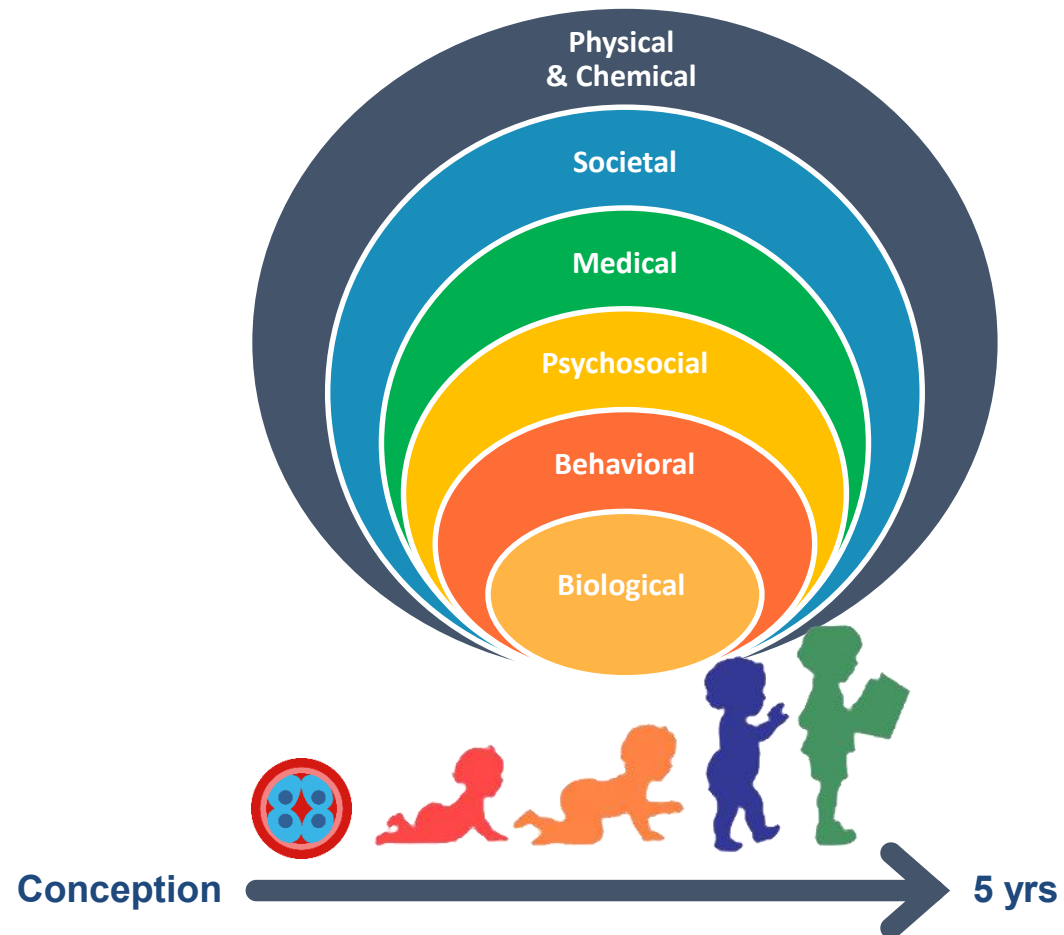 Physical
& Chemical
Societal
Medical
Psychosocial
Behavioral
Biological
Conception
5 yrs